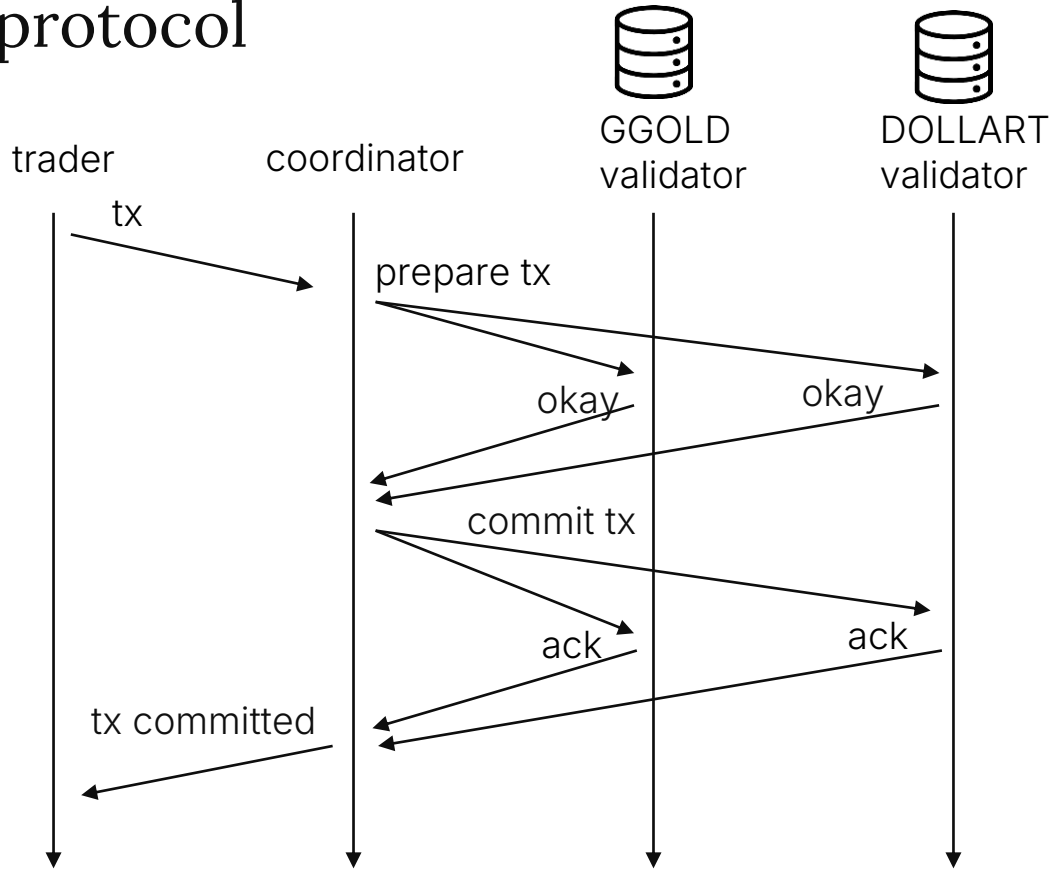 protocol
trader
coordinator
GGOLD
validator
DOLLART
validator
tx
prepare tx
okay
okay
commit tx
ack
ack
tx committed